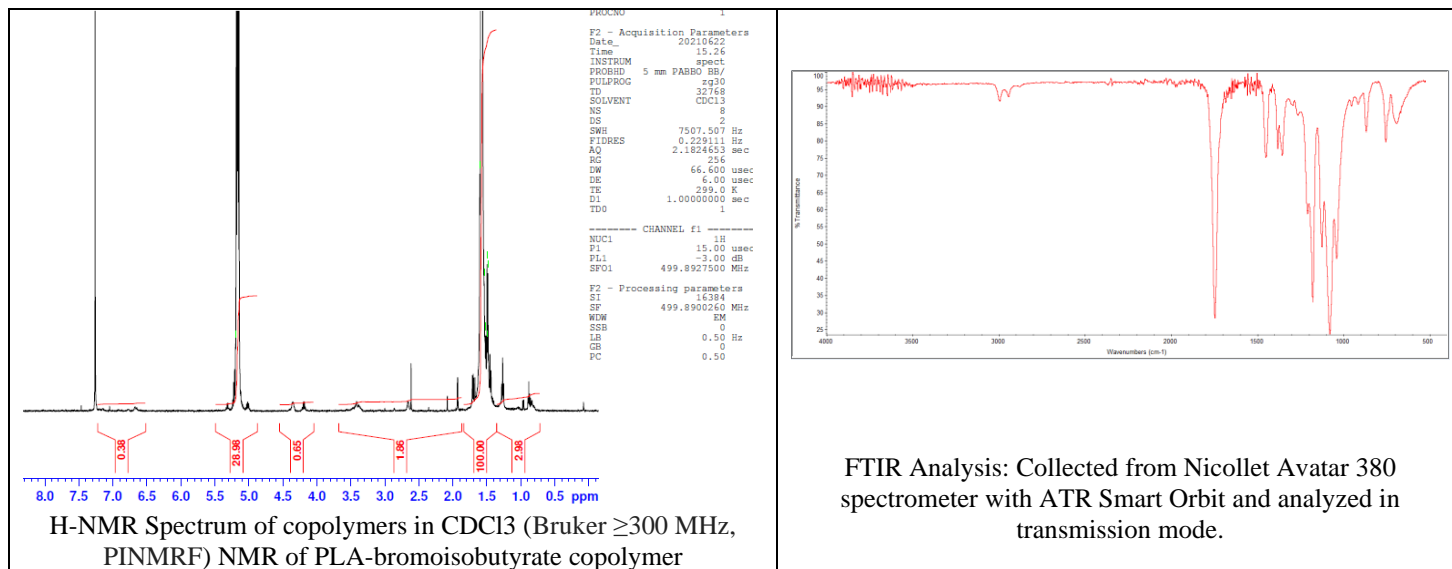 PROCNO 1
F2 - Acquisition Parameters
Date_ 20210622
Time 15.26
INSTRUM spect
PROBHD 5 mm PABBO BB/
PULPROG zg30
TD 32768
SOLVENT CDCl3
NS 8
DS 2
SWH 7507.507 Hz
FIDRES 0.229111 Hz
AQ 2.1824653 sec
RG 256
DW 66.600 usec
DE 6.00 usec
TE 299.0 K
D1 1.00000000 sec
TD0 1
======== CHANNEL f1 ========
NUC1 1H
P1 15.00 usec
PL1 -3.00 dB
SFO1 499.8927500 MHz
F2 - Processing parameters
SI 16384
SF 499.8900260 MHz
WDW EM
SSB 0
LB 0.50 Hz
GB 0
PC 0.50
0.38 28.98 0.65 1.86 100.00 2.98
8.0 7.5 7.0 6.5 6.0 5.5 5.0 4.5 4.0 3.5 3.0 2.5 2.0 1.5 1.0 0.5 ppm
H-NMR Spectrum of copolymers in CDCl3 (Bruker ≥300 MHz,
PINMRF) NMR of PLA-bromoisobutyrate copolymer
100
95
90
85
80
75
70
65
60
55
50
45
40
35
30
25
%Transmittance
4000 3000 2000 1500 1000 500
Wavenumbers (cm-1)
FTIR Analysis: Collected from Nicollet Avatar 380
spectrometer with ATR Smart Orbit and analyzed in
transmission mode.